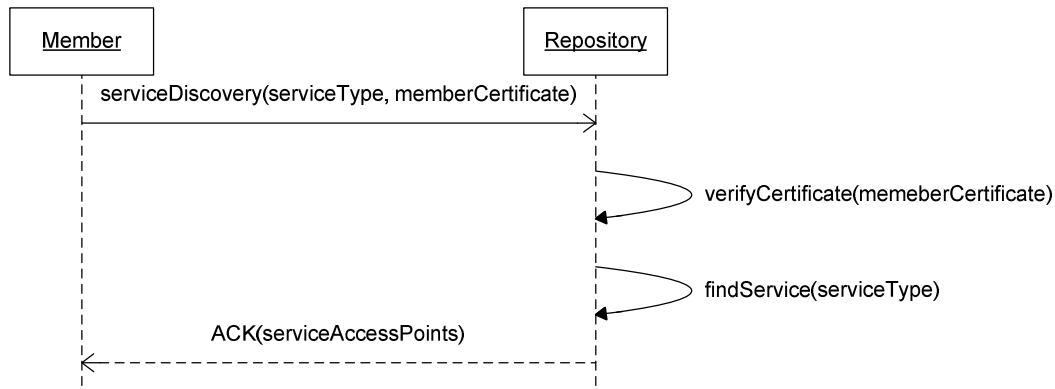 Member
Repository
serviceDiscovery(serviceType, memberCertificate)
verifyCertificate(memeberCertificate)
findService(serviceType)
ACK(serviceAccessPoints)